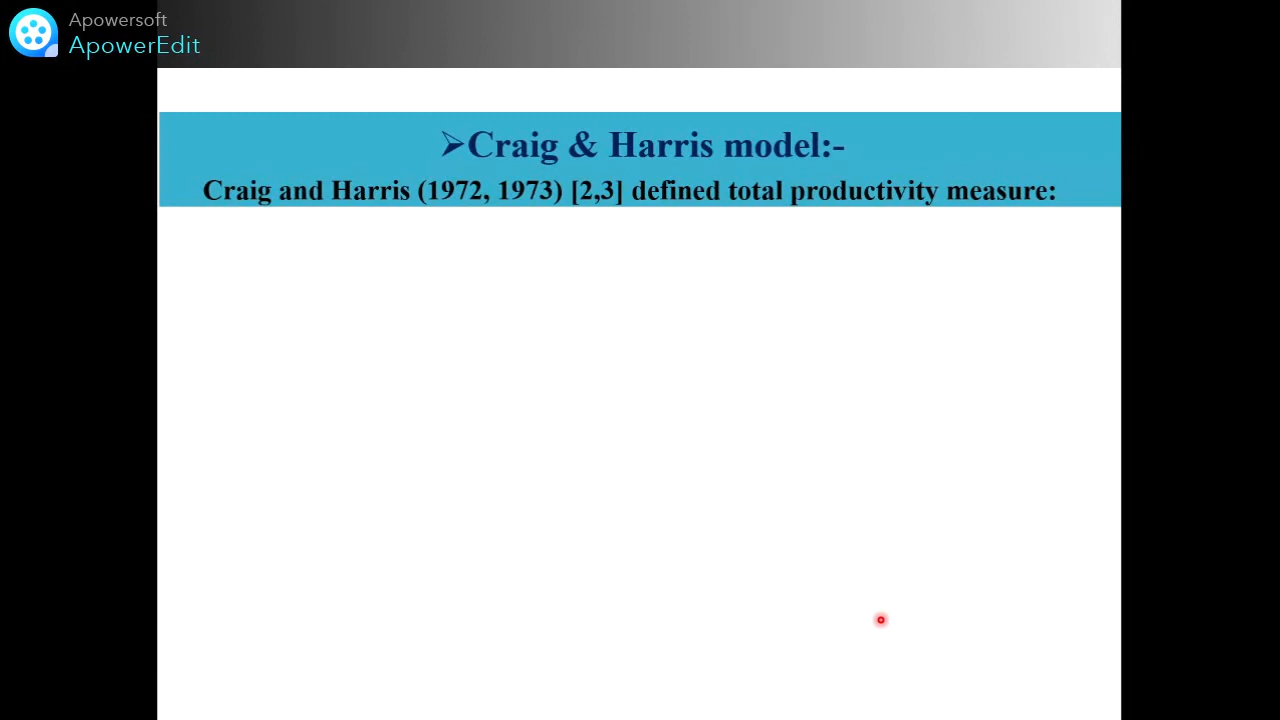 Apowersoft
ApowerEdit
➢Craig & Harris model:-
Craig and Harris (1972, 1973) [2,3] defined total productivity measure: